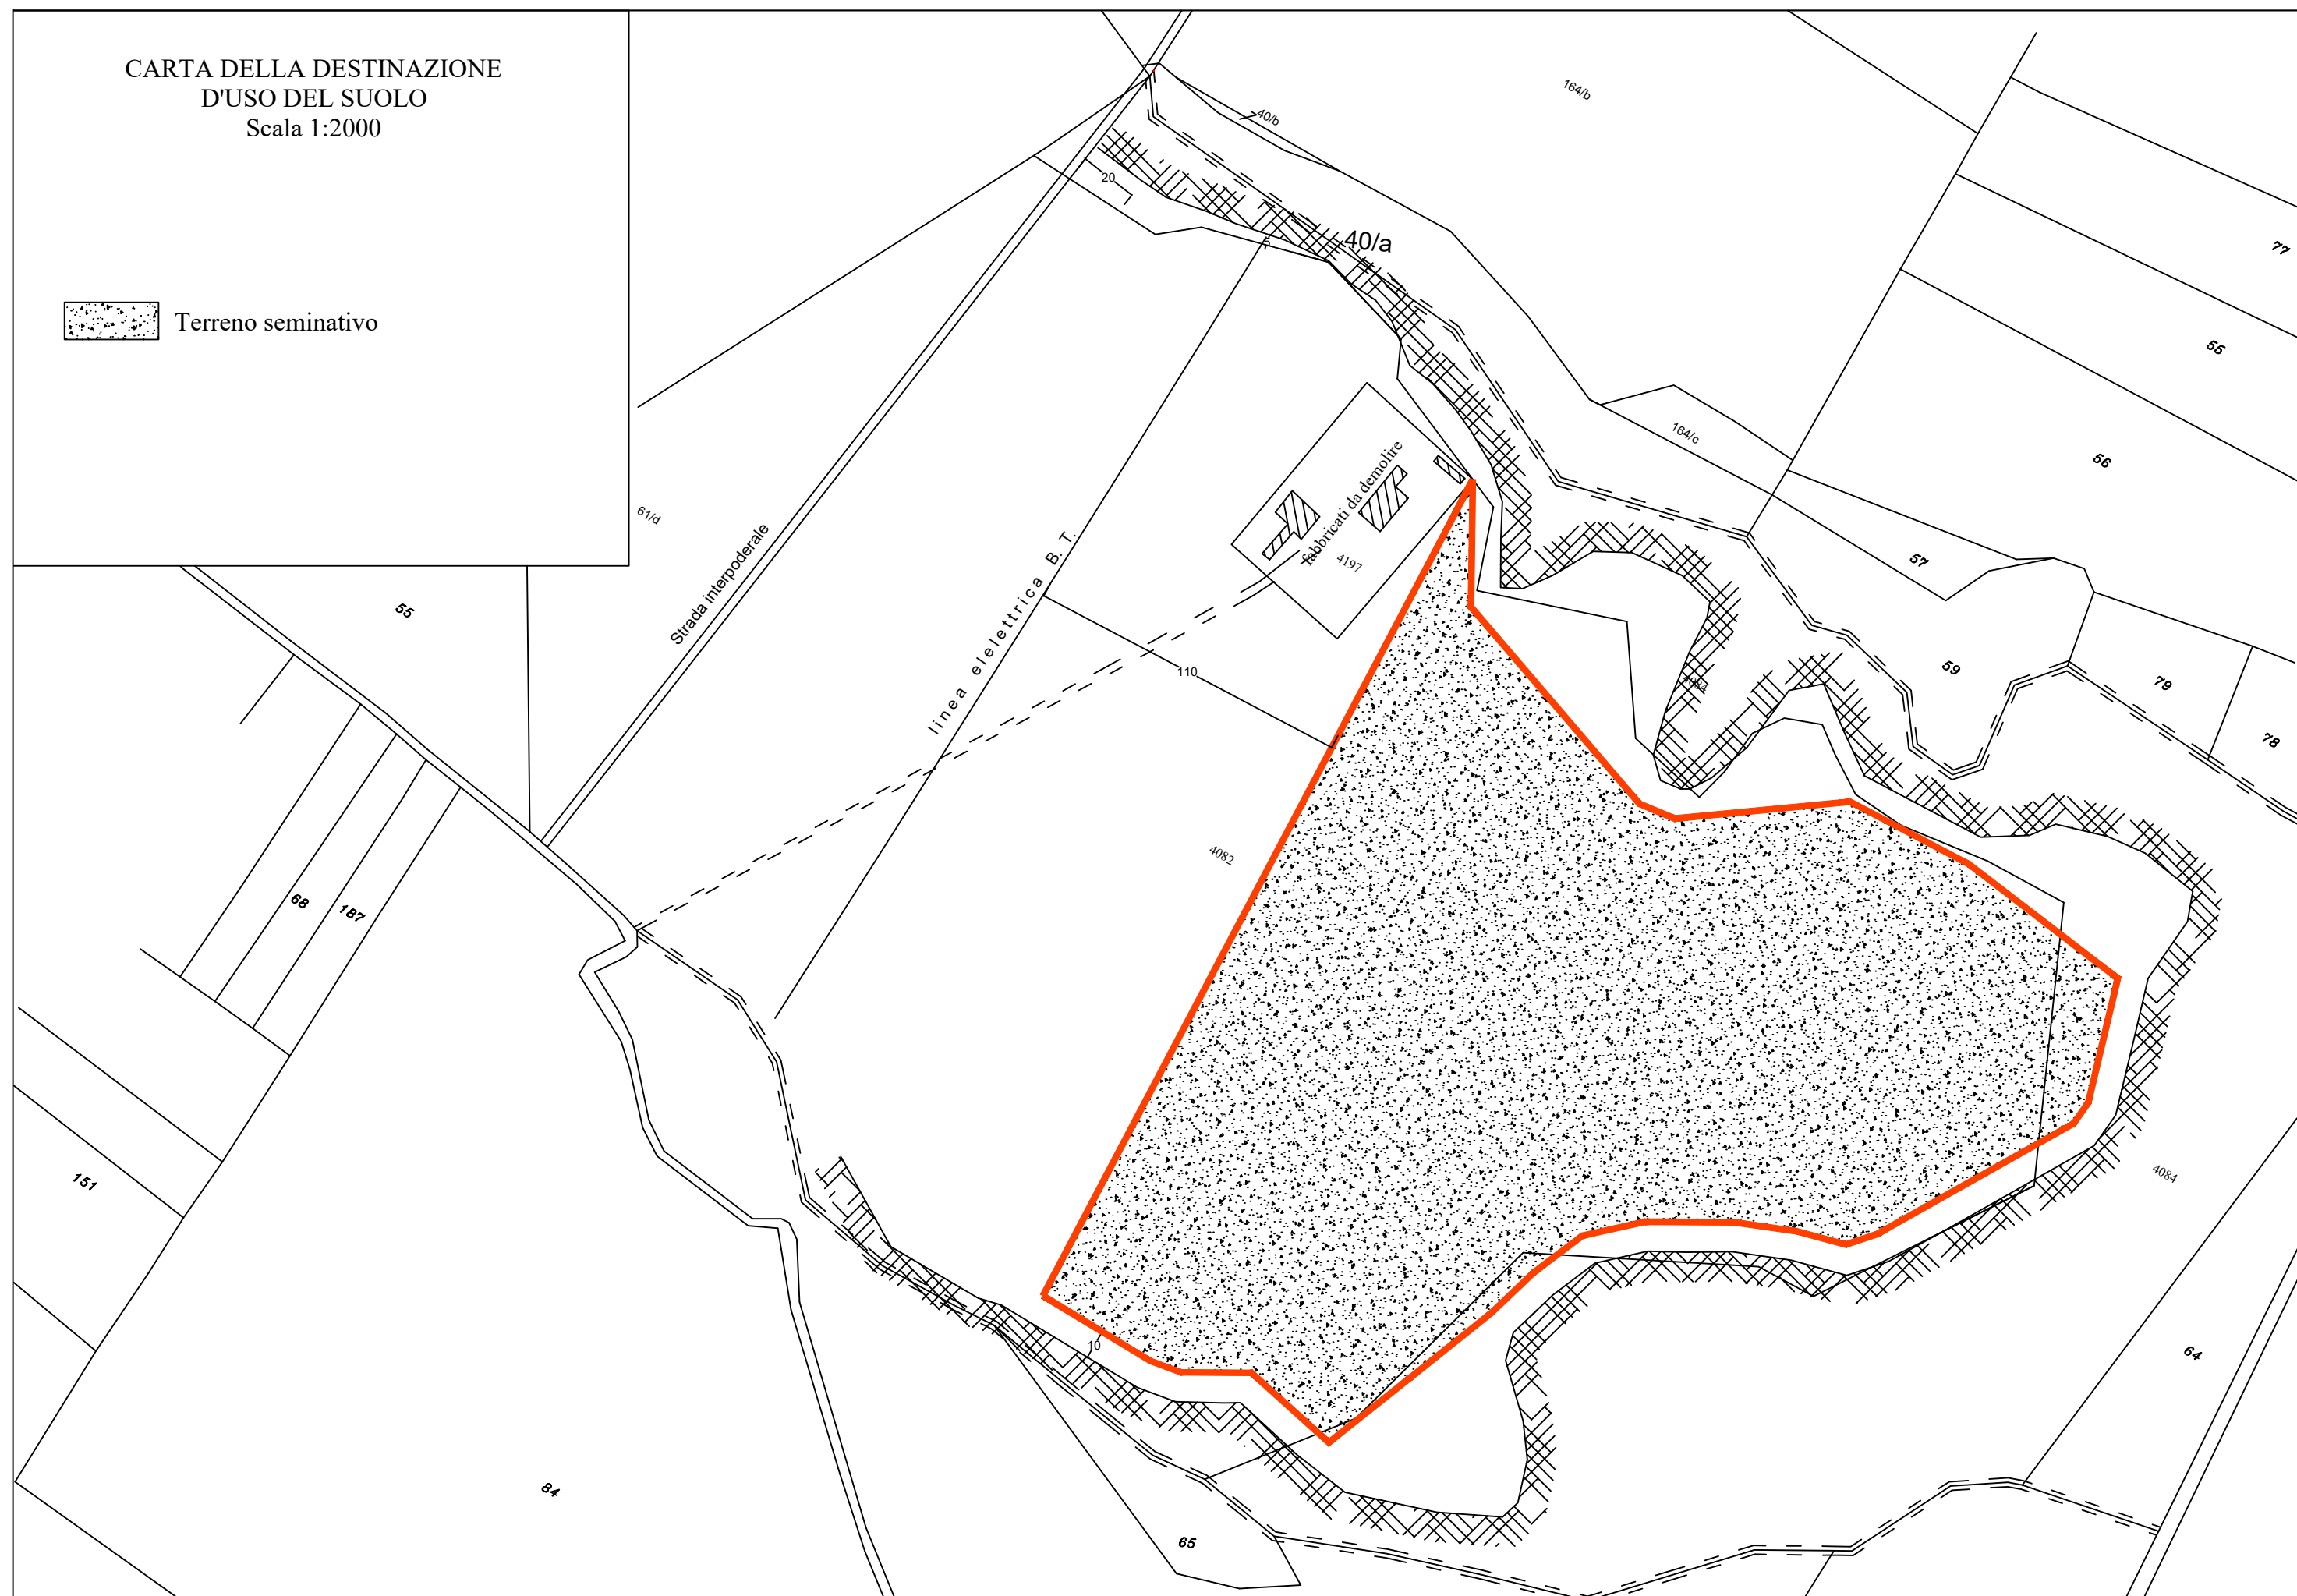 CARTA DELLA DESTINAZIONE
D'USO DEL SUOLO
Scala 1:2000
Terreno seminativo
164/b
40/b
20
40/a
5
77
55
56
164/c
57
59
79
78
61/d
Strada interpoderale
linea elelettrica B. T.
fabbricati da demolire
4197
110
4084
4082
55
68
187
151
84
10
65
64
4084